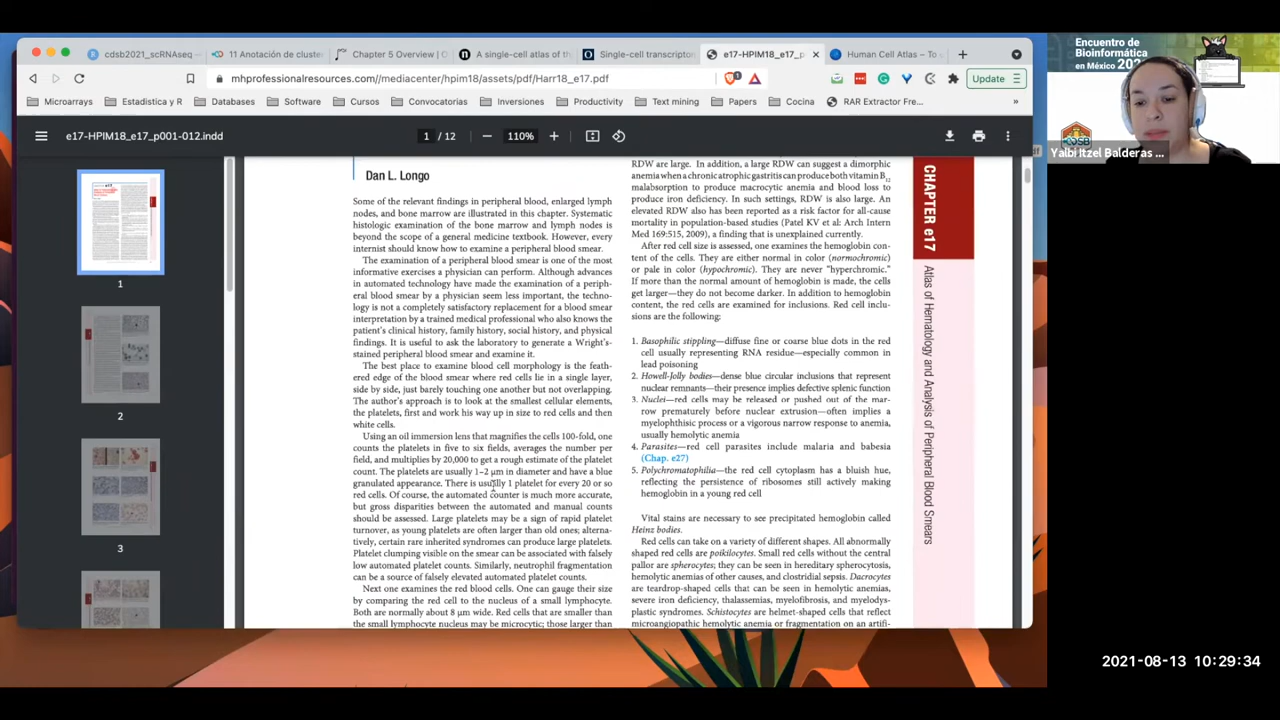 cdsb2021_scRNAseq
11 Anotación de cluster
Chapter 5 Overview | O
A single-cell atlas of th
Single-cell transcripto
e17-HPIM18_e17_p
Human Cell Atlas – To
mhprofessionalresources.com//mediacenter/hpim18/assets/pdf/Harr18_e17.pdf
1
Update
Microarrays
Estadistica y R
Databases
Software
Cursos
Convocatorias
Inversiones
Productivity
Text mining
Papers
Cocina
RAR Extractor Fre...
»
e17-HPIM18_e17_p001-012.indd
1 / 12
110%
1
2
3
Dan L. Longo
Some of the relevant findings in peripheral blood, enlarged lymph
nodes, and bone marrow are illustrated in this chapter. Systematic
histologic examination of the bone marrow and lymph nodes is
beyond the scope of a general medicine textbook. However, every
internist should know how to examine a peripheral blood smear.
The examination of a peripheral blood smear is one of the most
informative exercises a physician can perform. Although advances
in automated technology have made the examination of a periph-
eral blood smear by a physician seem less important, the techno-
logy is not a completely satisfactory replacement for a blood smear
interpretation by a trained medical professional who also knows the
patient's clinical history, family history, social history, and physical
findings. It is useful to ask the laboratory to generate a Wright's-
stained peripheral blood smear and examine it.
The best place to examine blood cell morphology is the feath-
ered edge of the blood smear where red cells lie in a single layer,
side by side, just barely touching one another but not overlapping.
The author's approach is to look at the smallest cellular elements,
the platelets, first and work his way up in size to red cells and then
white cells.
Using an oil immersion lens that magnifies the cells 100-fold, one
counts the platelets in five to six fields, averages the number per
field, and multiplies by 20,000 to get a rough estimate of the platelet
count. The platelets are usually 1–2 μm in diameter and have a blue
granulated appearance. There is usually 1 platelet for every 20 or so
red cells. Of course, the automated counter is much more accurate,
but gross disparities between the automated and manual counts
should be assessed. Large platelets may be a sign of rapid platelet
turnover, as young platelets are often larger than old ones; alterna-
tively, certain rare inherited syndromes can produce large platelets.
Platelet clumping visible on the smear can be associated with falsely
low automated platelet counts. Similarly, neutrophil fragmentation
can be a source of falsely elevated automated platelet counts.
Next one examines the red blood cells. One can gauge their size
by comparing the red cell to the nucleus of a small lymphocyte.
Both are normally about 8 μm wide. Red cells that are smaller than
the small lymphocyte nucleus may be microcytic; those larger than
RDW are large. In addition, a large RDW can suggest a dimorphic
anemia when a chronic atrophic gastritis can produce both vitamin B12
malabsorption to produce macrocytic anemia and blood loss to
produce iron deficiency. In such settings, RDW is also large. An
elevated RDW also has been reported as a risk factor for all-cause
mortality in population-based studies (Patel KV et al: Arch Intern
Med 169:515, 2009), a finding that is unexplained currently.
After red cell size is assessed, one examines the hemoglobin con-
tent of the cells. They are either normal in color (normochromic)
or pale in color (hypochromic). They are never "hyperchromic."
If more than the normal amount of hemoglobin is made, the cells
get larger—they do not become darker. In addition to hemoglobin
content, the red cells are examined for inclusions. Red cell inclu-
sions are the following:
1. Basophilic stippling—diffuse fine or coarse blue dots in the red
cell usually representing RNA residue—especially common in
lead poisoning
2. Howell-Jolly bodies—dense blue circular inclusions that represent
nuclear remnants—their presence implies defective splenic function
3. Nuclei—red cells may be released or pushed out of the mar-
row prematurely before nuclear extrusion—often implies a
myelophthisic process or a vigorous narrow response to anemia,
usually hemolytic anemia
4. Parasites—red cell parasites include malaria and babesia
(Chap. e27)
5. Polychromatophilia—the red cell cytoplasm has a bluish hue,
reflecting the persistence of ribosomes still actively making
hemoglobin in a young red cell
Vital stains are necessary to see precipitated hemoglobin called
Heinz bodies.
Red cells can take on a variety of different shapes. All abnormally
shaped red cells are poikilocytes. Small red cells without the central
pallor are spherocytes; they can be seen in hereditary spherocytosis,
hemolytic anemias of other causes, and clostridial sepsis. Dacrocytes
are teardrop-shaped cells that can be seen in hemolytic anemias,
severe iron deficiency, thalassemias, myelofibrosis, and myelodys-
plastic syndromes. Schistocytes are helmet-shaped cells that reflect
microangiopathic hemolytic anemia or fragmentation on an artifi-
CHAPTER e17
Atlas of Hematology and Analysis of Peripheral Blood Smears
Encuentro de
Bioinformática
en México 20
Yalbi Itzel Balderas ...
2021-08-13 10:29:34